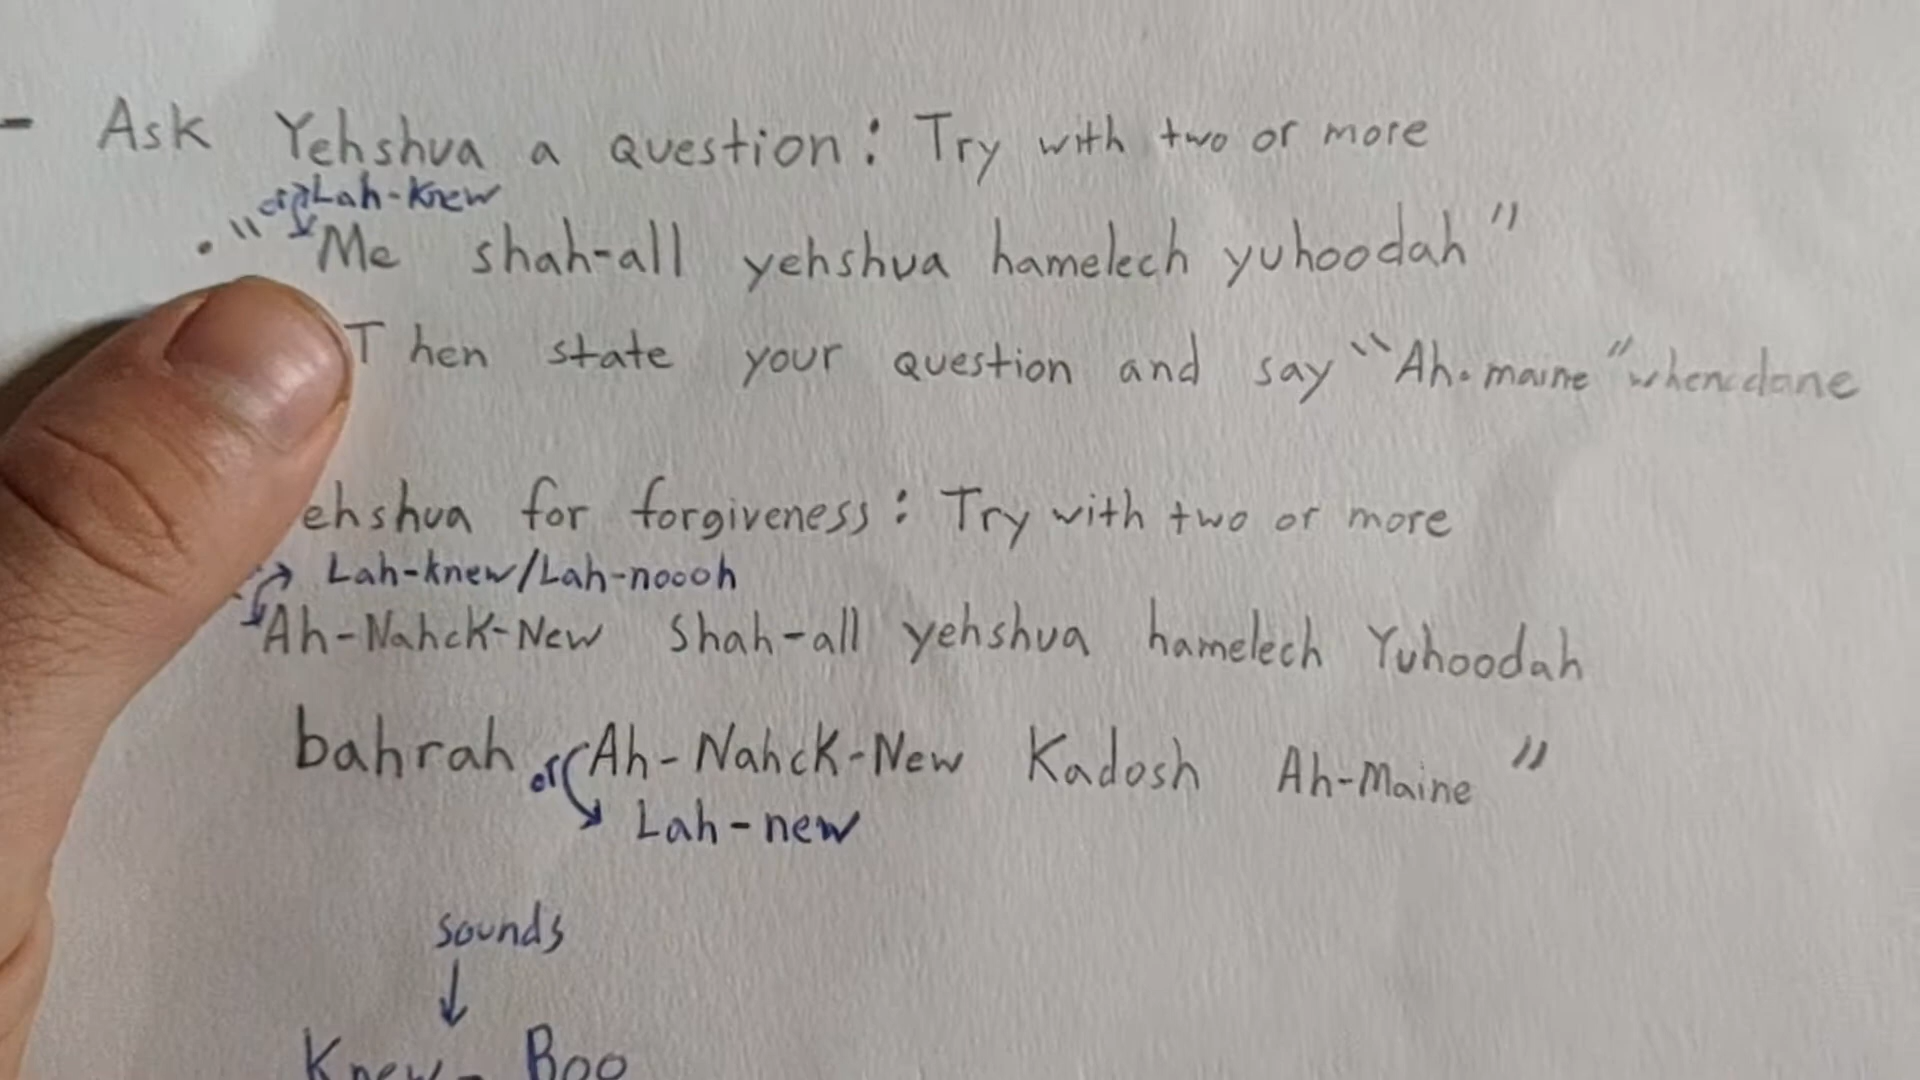 - Ask Yehshua a question: Try with two or more
or Lah-Knew
• "Me shah-all yehshua hamelech yuhoodah"
Then state your question and say "Ah-maine" when done
ehshua for forgiveness: Try with two or more
Lah-knew/Lah-noooh
Ah-Nahck-New Shah-all yehshua hamelech Yuhoodah
bahrah or Ah-Nahck-New Kadosh Ah-Maine"
Lah-new
sounds
Knew- Boo